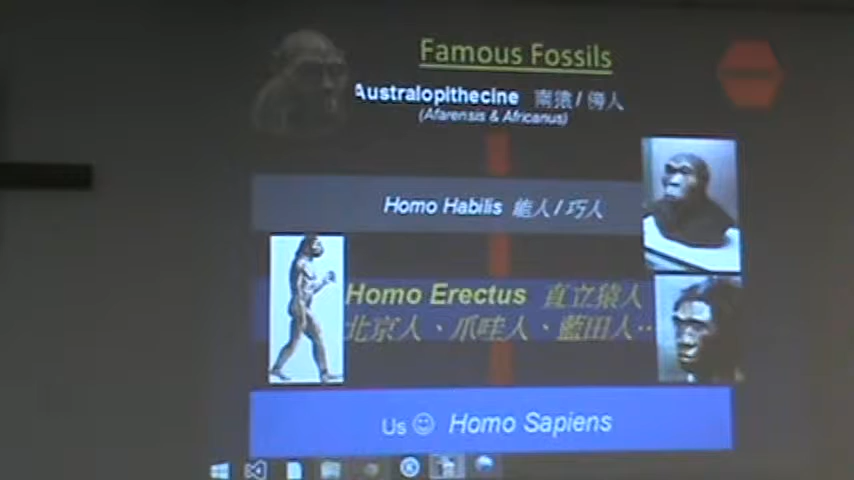 Famous Fossils
Australopithecine 南猿 / 傍人
(Afarensis & Africanus)
Homo Habilis 能人 / 巧人
Homo Erectus 直立猿人
北京人、爪哇人、藍田人…
Us ☺ Homo Sapiens